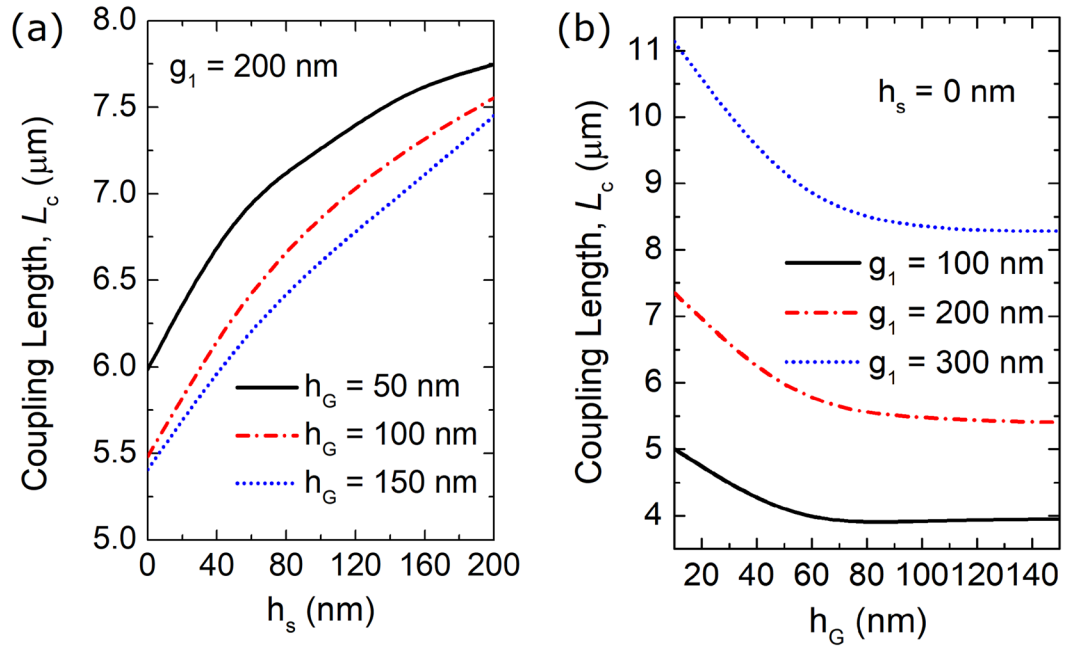 (a)
g₁ = 200 nm
Coupling Length, Lc (μm)
8.0
7.5
7.0
6.5
6.0
5.5
5.0
hG = 50 nm
hG = 100 nm
hG = 150 nm
0 40 80 120 160 200
hs (nm)
(b)
hs = 0 nm
Coupling Length, Lc (μm)
11
10
9
8
7
6
5
4
g₁ = 100 nm
g₁ = 200 nm
g₁ = 300 nm
20 40 60 80 100 120 140
hG (nm)